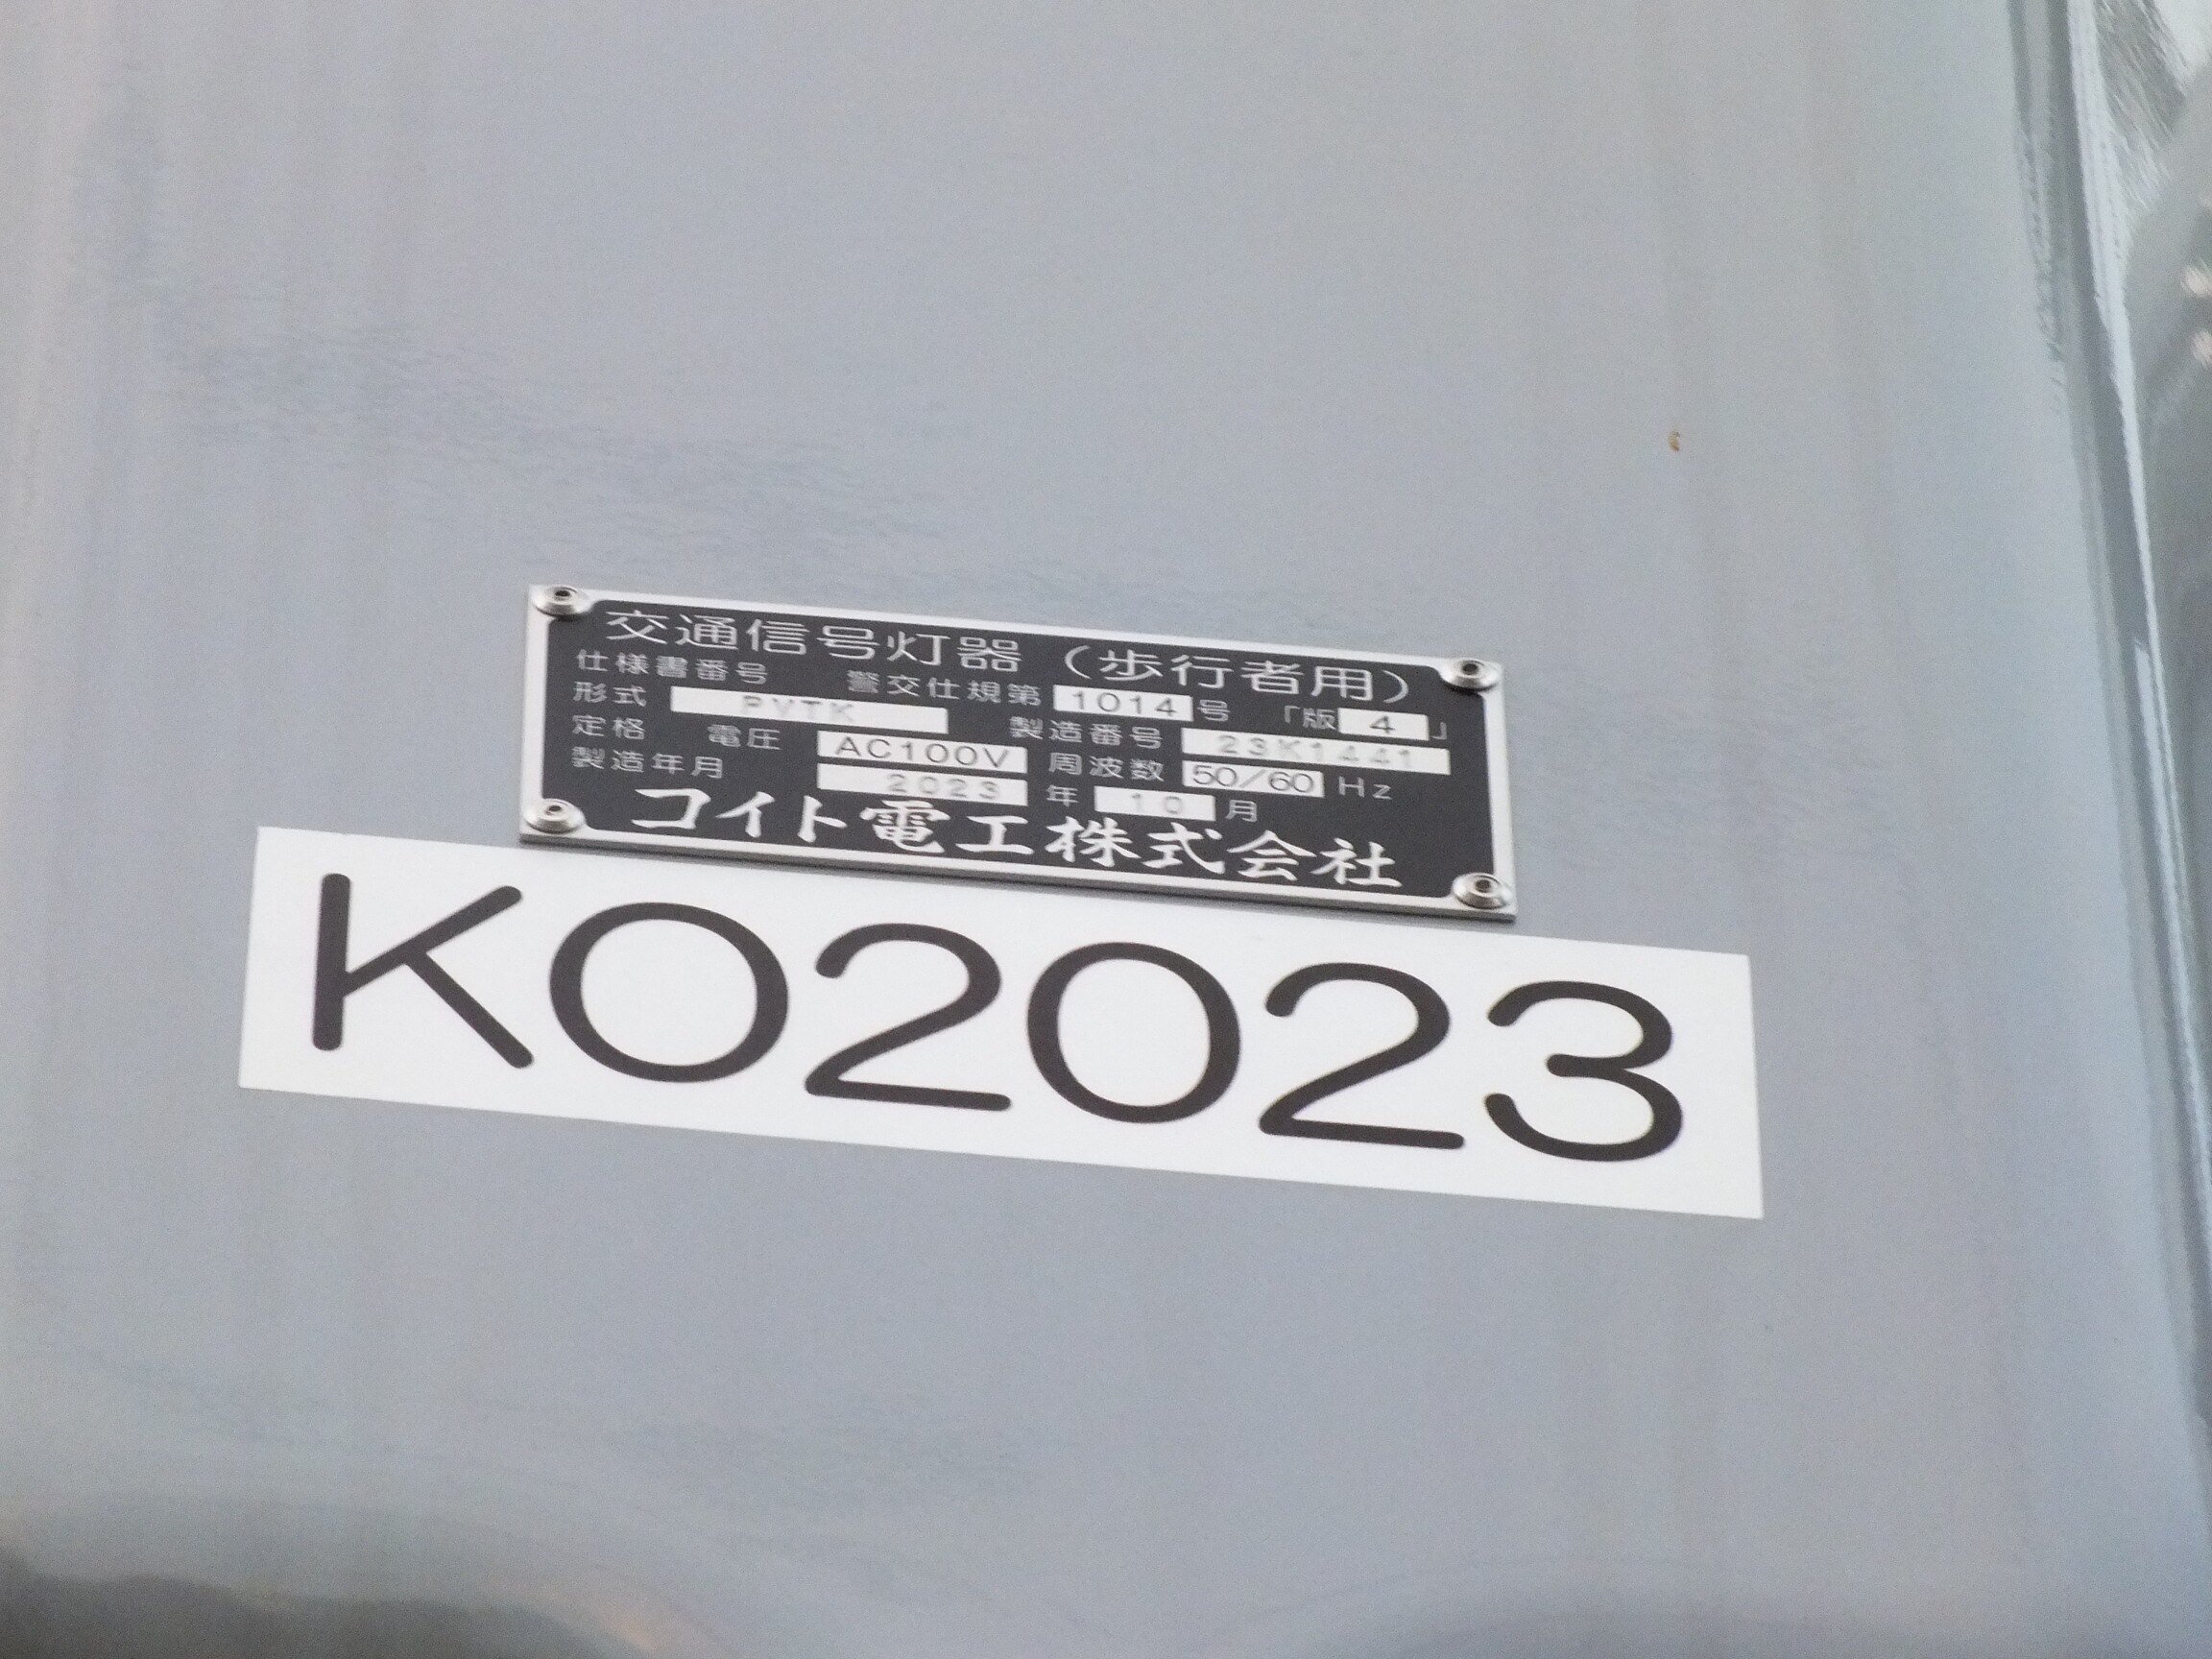 交通信号灯器（歩行者用）
仕様書番号 警交仕規第 1014 号 「版 4 」
形式 PVTK 製造番号 23K1441
定格 電圧 AC100V 周波数 50/60 Hz
製造年月 2023 年 10 月
コイト電工株式会社
KO2023